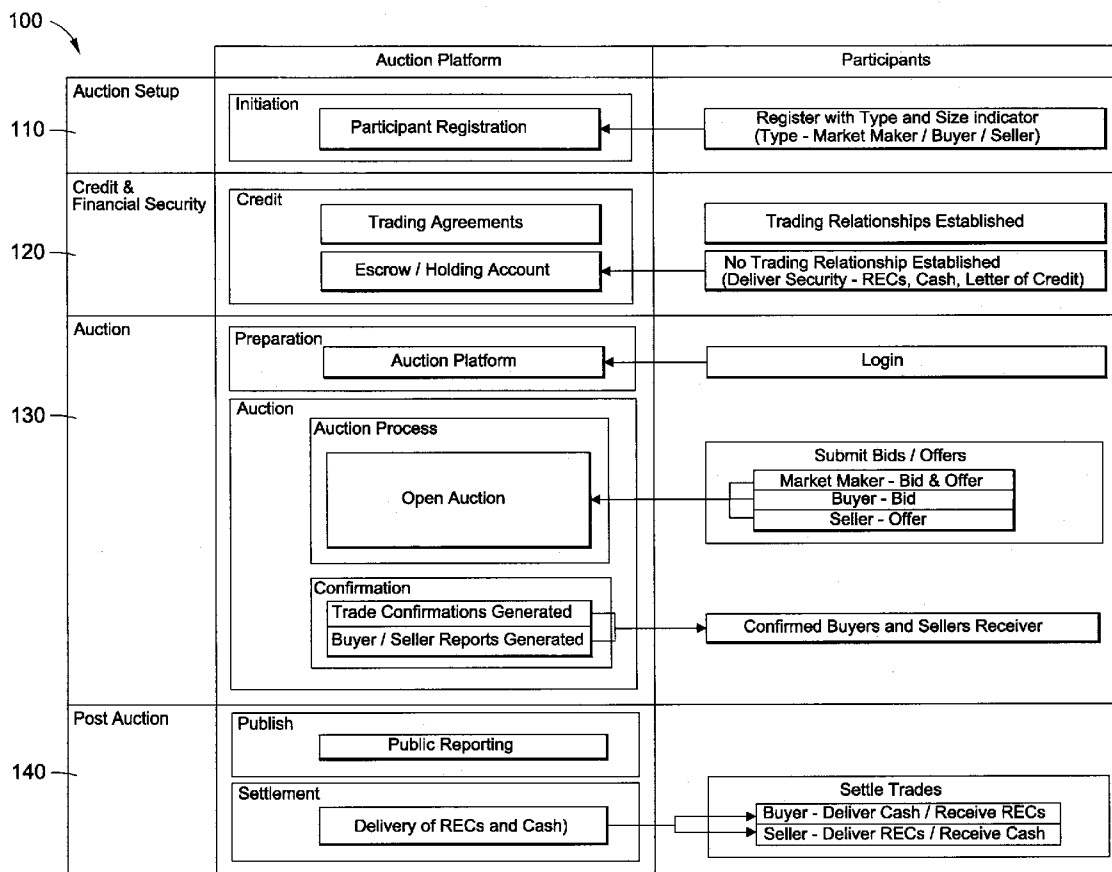 100
Auction Platform
Participants
Auction Setup
110
Initiation
Participant Registration
Register with Type and Size indicator
(Type - Market Maker / Buyer / Seller)
Credit &
Financial Security
120
Credit
Trading Agreements
Trading Relationships Established
Escrow / Holding Account
No Trading Relationship Established
(Deliver Security - RECs, Cash, Letter of Credit)
Auction
130
Preparation
Auction Platform
Login
Auction
Auction Process
Open Auction
Submit Bids / Offers
Market Maker - Bid & Offer
Buyer - Bid
Seller - Offer
Confirmation
Trade Confirmations Generated
Buyer / Seller Reports Generated
Confirmed Buyers and Sellers Receiver
Post Auction
140
Publish
Public Reporting
Settlement
Delivery of RECs and Cash)
Settle Trades
Buyer - Deliver Cash / Receive RECs
Seller - Deliver RECs / Receive Cash